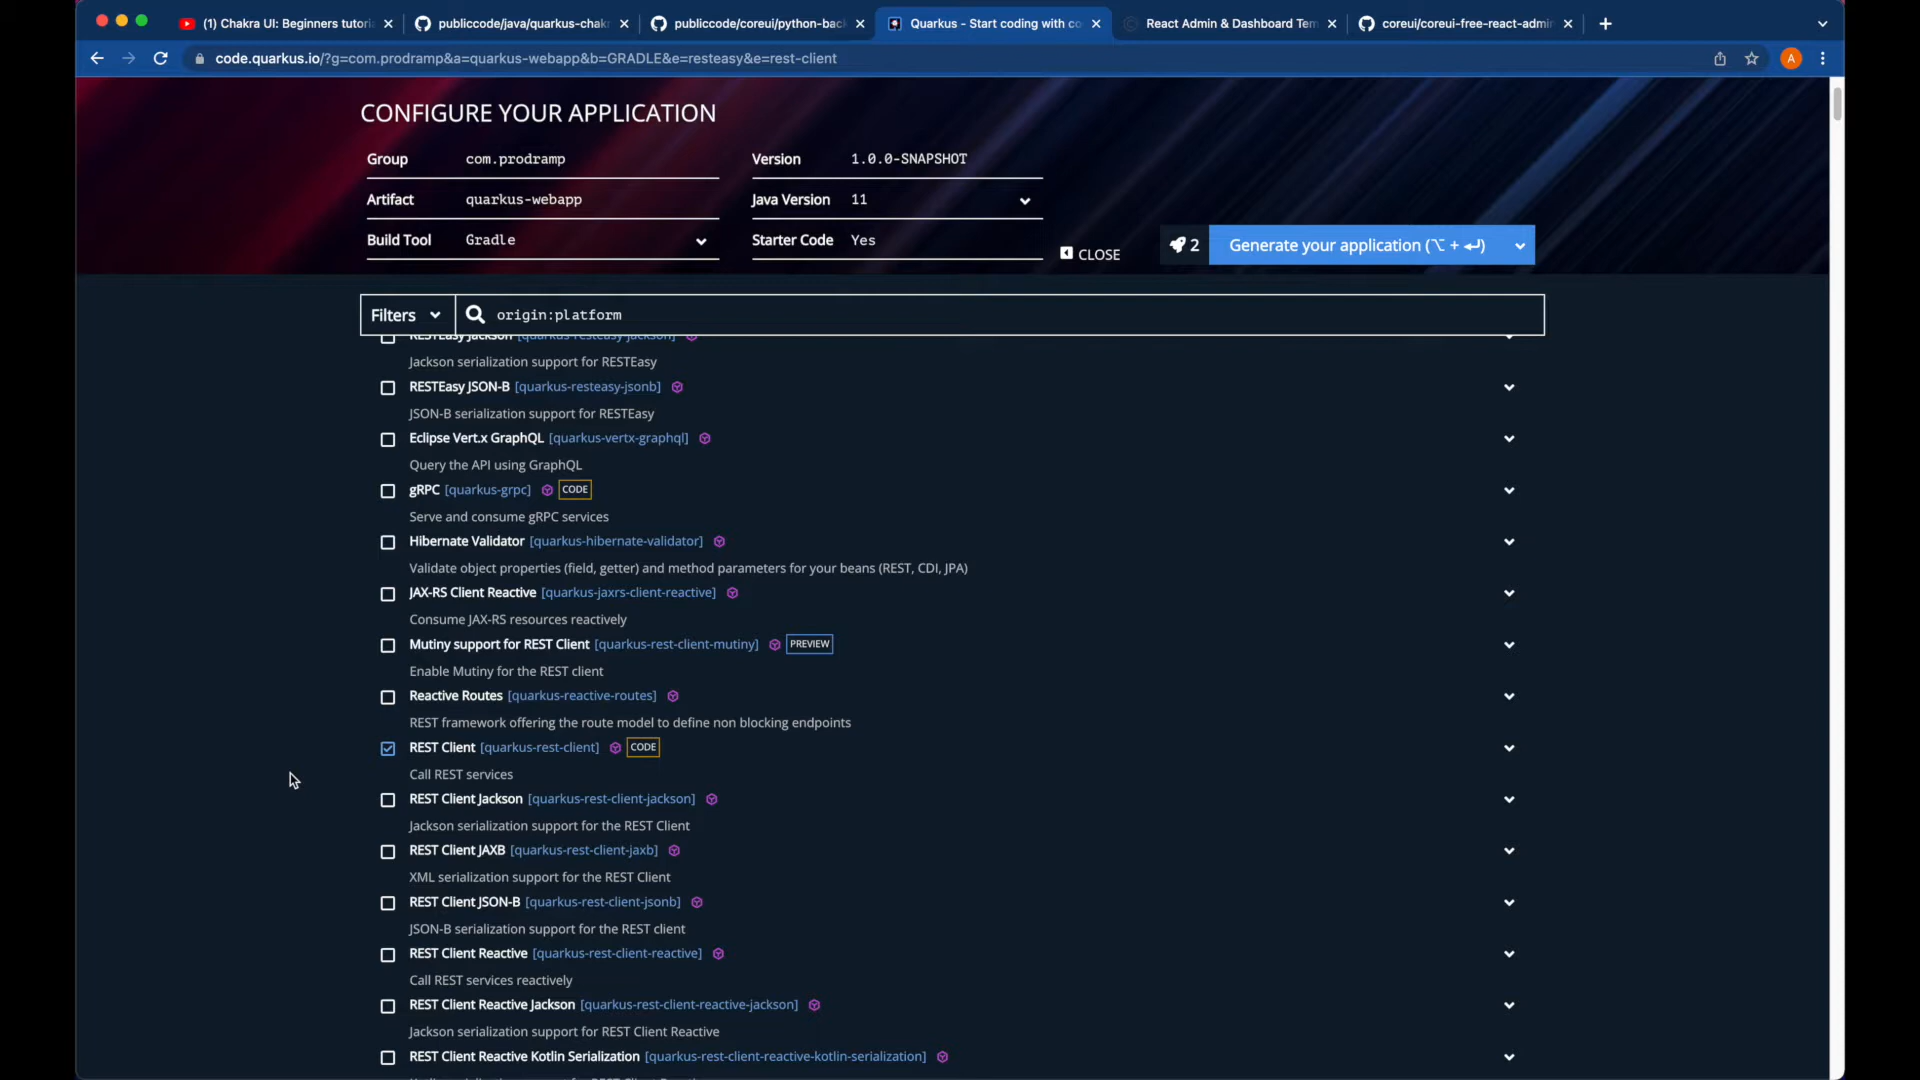 (1) Chakra UI: Beginners tutori
publiccode/java/quarkus-chak
publiccode/coreui/python-bac
Quarkus - Start coding with co
React Admin & Dashboard Tem
coreui/coreui-free-react-admi
code.quarkus.io/?g=com.prodramp&a=quarkus-webapp&b=GRADLE&e=resteasy&e=rest-client
A
CONFIGURE YOUR APPLICATION
Group com.prodramp
Version 1.0.0-SNAPSHOT
Artifact quarkus-webapp
Java Version 11
Build Tool Gradle
Starter Code Yes
CLOSE
2
Generate your application (⌥ + ↵)
Filters
origin:platform
RESTEasy Jackson [quarkus-resteasy-jackson]
Jackson serialization support for RESTEasy
RESTEasy JSON-B [quarkus-resteasy-jsonb]
JSON-B serialization support for RESTEasy
Eclipse Vert.x GraphQL [quarkus-vertx-graphql]
Query the API using GraphQL
gRPC [quarkus-grpc] CODE
Serve and consume gRPC services
Hibernate Validator [quarkus-hibernate-validator]
Validate object properties (field, getter) and method parameters for your beans (REST, CDI, JPA)
JAX-RS Client Reactive [quarkus-jaxrs-client-reactive]
Consume JAX-RS resources reactively
Mutiny support for REST Client [quarkus-rest-client-mutiny] PREVIEW
Enable Mutiny for the REST client
Reactive Routes [quarkus-reactive-routes]
REST framework offering the route model to define non blocking endpoints
REST Client [quarkus-rest-client] CODE
Call REST services
REST Client Jackson [quarkus-rest-client-jackson]
Jackson serialization support for the REST Client
REST Client JAXB [quarkus-rest-client-jaxb]
XML serialization support for the REST Client
REST Client JSON-B [quarkus-rest-client-jsonb]
JSON-B serialization support for the REST client
REST Client Reactive [quarkus-rest-client-reactive]
Call REST services reactively
REST Client Reactive Jackson [quarkus-rest-client-reactive-jackson]
Jackson serialization support for REST Client Reactive
REST Client Reactive Kotlin Serialization [quarkus-rest-client-reactive-kotlin-serialization]